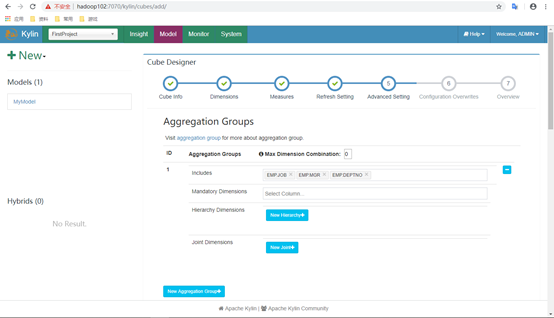 不安全 | hadoop102:7070/kylin/cubes/add/
应用 资料 常用 游戏
Kylin FirstProject Insight Model Monitor System Help Welcome, ADMIN
+ New
Cube Designer
Models (1)
MyModel
5 6 7
Cube Info Dimensions Measures Refresh Setting Advanced Setting Configuration Overwrites Overview
Aggregation Groups
Visit aggregation group for more about aggregation group.
ID Aggregation Groups Max Dimension Combination: 0
1 Includes EMP.JOB EMP.MGR EMP.DEPTNO
Mandatory Dimensions Select Column...
Hybrids (0)
Hierarchy Dimensions
New Hierarchy+
No Result.
Joint Dimensions
New Joint+
New Aggregation Group+
Apache Kylin | Apache Kylin Community